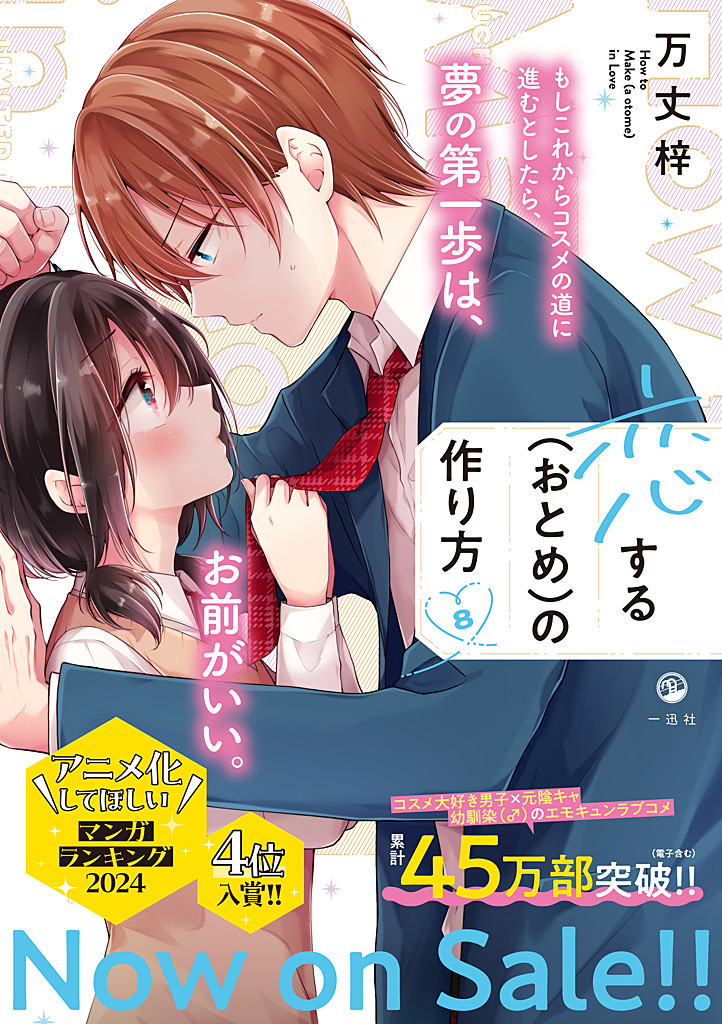 万丈梓
How to
Make (a otome)
in Love
もしこれからコスメの道に
進むとしたら、
夢の第一歩は、
お前がいい。
恋する
(おとめ)の
作り方
8
一迅社
アニメ化
してほしい
マンガ
ランキング
2024
4位
入賞!!
コスメ大好き男子×元陰キャ
幼馴染(♂)のエモキュンラブコメ
累計
45万部突破!!
(電子含む)
Now on Sale!!